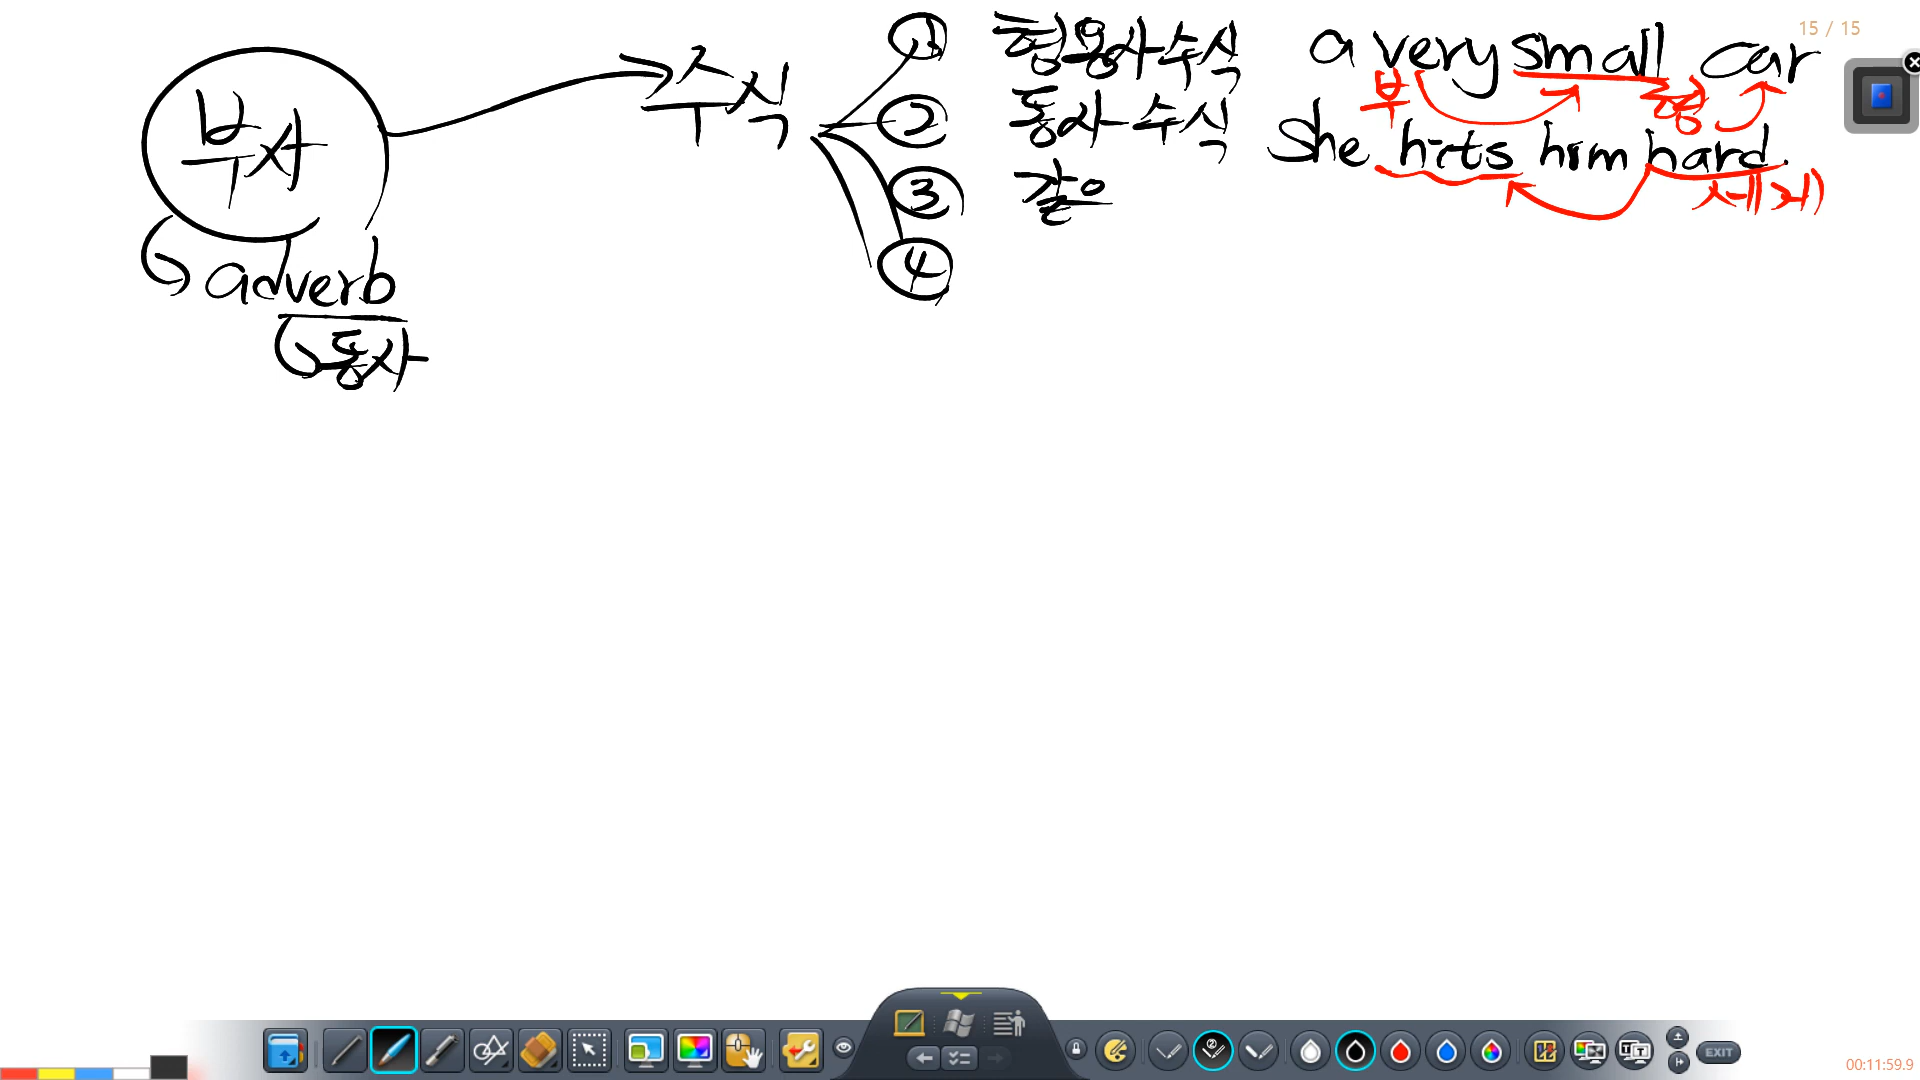 15 / 15
부사
adverb
동사
수식
① 형용사수식 a very small car
부 형
② 동사수식 She hits him hard.
세게
③ 같은
④
②
EXIT
00:11:59.9